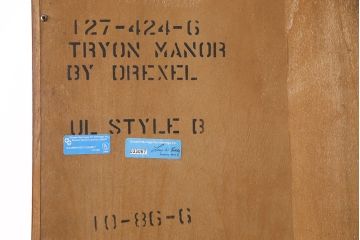 127-424-6
TRYON MANOR
BY DREXEL
UL STYLE B
10-86-6